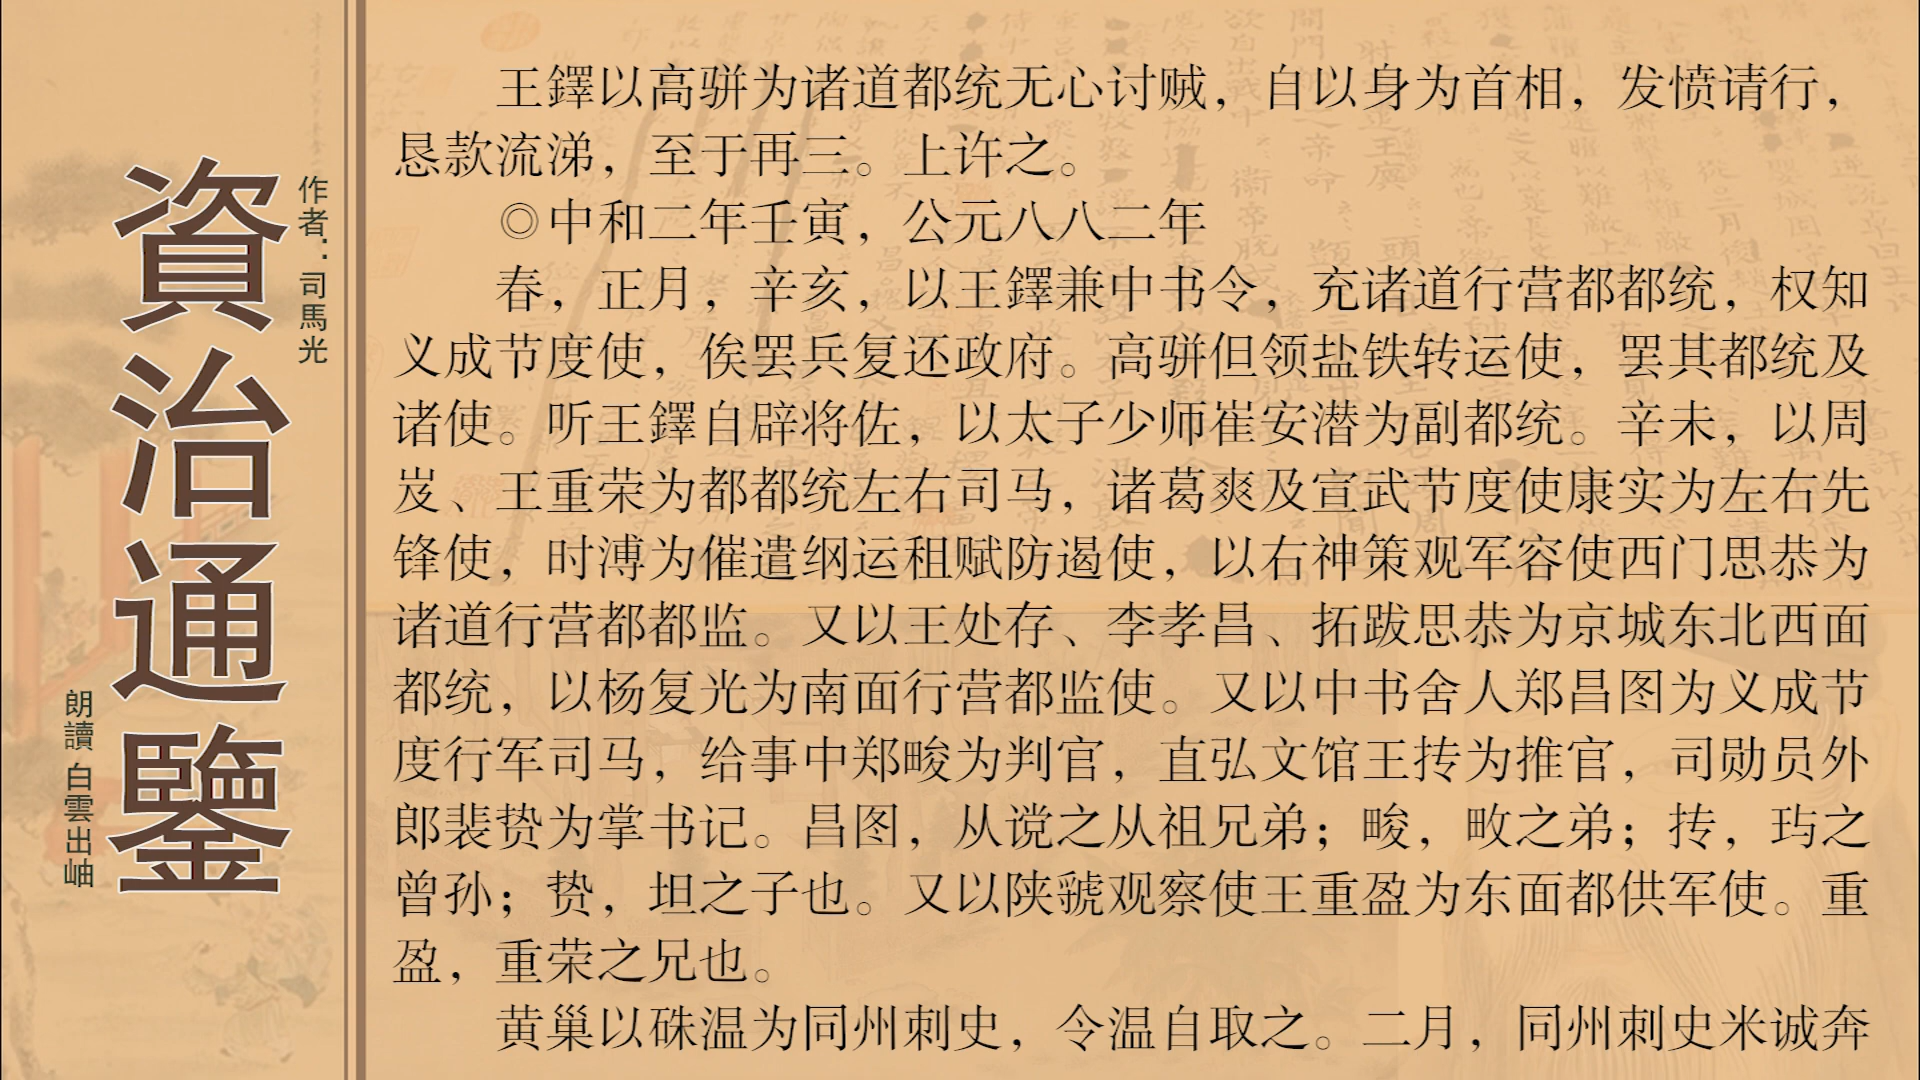 資治通鑒
作者：司馬光
朗讀 白雲出岫
王鐸以高骈为诸道都统无心讨贼，自以身为首相，发愤请行，
恳款流涕，至于再三。上许之。
◎中和二年壬寅，公元八八二年
春，正月，辛亥，以王鐸兼中书令，充诸道行营都都统，权知
义成节度使，俟罢兵复还政府。高骈但领盐铁转运使，罢其都统及
诸使。听王鐸自辟将佐，以太子少师崔安潜为副都统。辛未，以周
岌、王重荣为都都统左右司马，诸葛爽及宣武节度使康实为左右先
锋使，时溥为催遣纲运租赋防遏使，以右神策观军容使西门思恭为
诸道行营都都监。又以王处存、李孝昌、拓跋思恭为京城东北西面
都统，以杨复光为南面行营都监使。又以中书舍人郑昌图为义成节
度行军司马，给事中郑畯为判官，直弘文馆王抟为推官，司勋员外
郎裴贽为掌书记。昌图，从谠之从祖兄弟；畯，畋之弟；抟，玙之
曾孙；贽，坦之子也。又以陕虢观察使王重盈为东面都供军使。重
盈，重荣之兄也。
黄巢以硃温为同州刺史，令温自取之。二月，同州刺史米诚奔